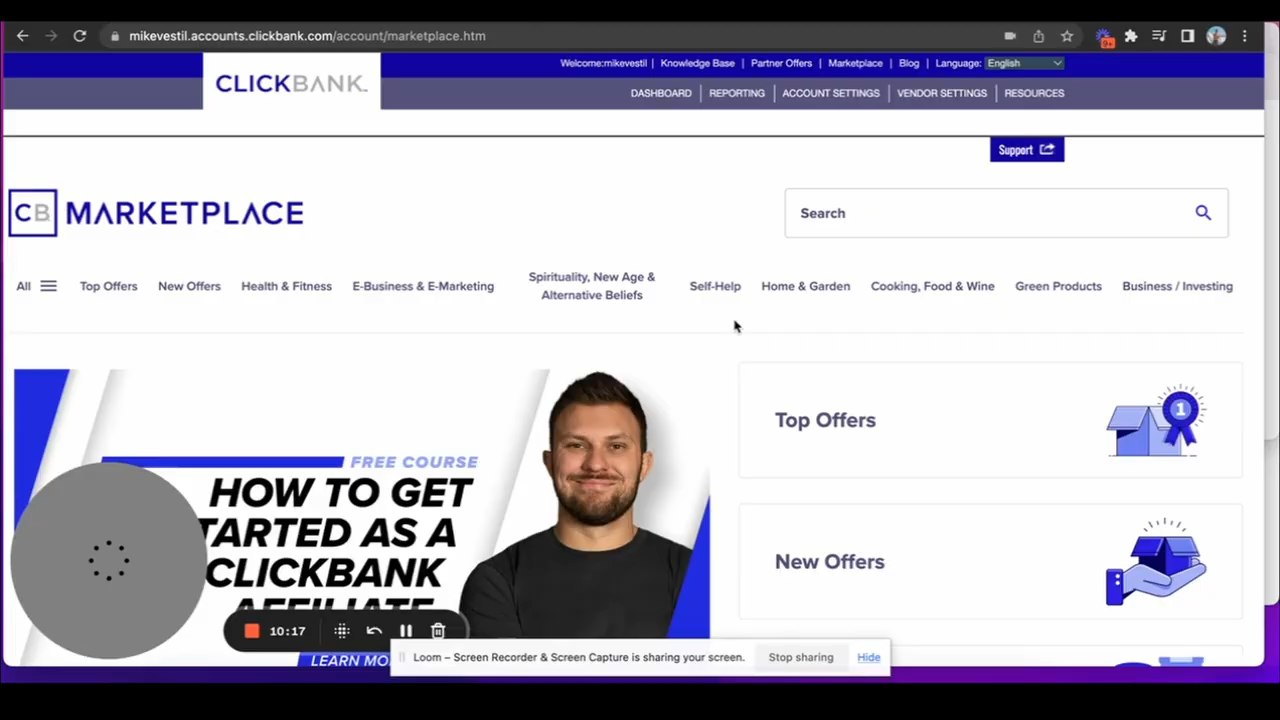 mikevestil.accounts.clickbank.com/account/marketplace.htm
9+
CLICKBANK
Welcome:mikevestil | Knowledge Base | Partner Offers | Marketplace | Blog | Language: English
DASHBOARD | REPORTING | ACCOUNT SETTINGS | VENDOR SETTINGS | RESOURCES
Support
CB MARKETPLACE
Search
All
Top Offers
New Offers
Health & Fitness
E-Business & E-Marketing
Spirituality, New Age &
Alternative Beliefs
Self-Help
Home & Garden
Cooking, Food & Wine
Green Products
Business / Investing
FREE COURSE
HOW TO GET
TARTED AS A
CLICKBANK
AFFILIATE
LEARN MO
Top Offers
1
New Offers
10:17
Loom – Screen Recorder & Screen Capture is sharing your screen.
Stop sharing
Hide